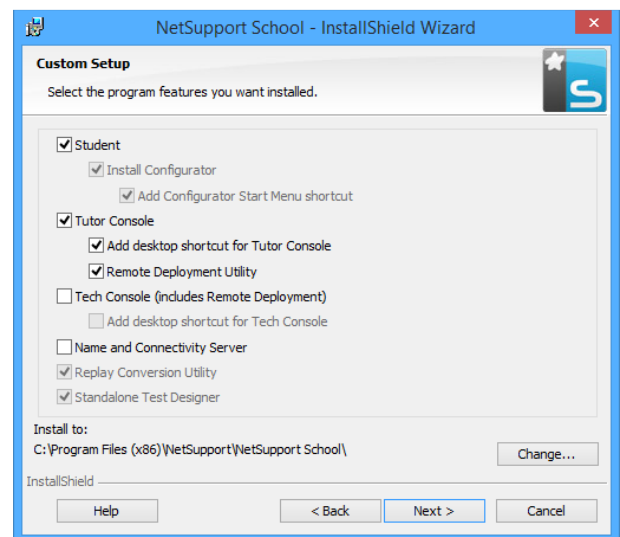 NetSupport School - InstallShield Wizard
Custom Setup
Select the program features you want installed.
Student
Install Configurator
Add Configurator Start Menu shortcut
Tutor Console
Add desktop shortcut for Tutor Console
Remote Deployment Utility
Tech Console (includes Remote Deployment)
Add desktop shortcut for Tech Console
Name and Connectivity Server
Replay Conversion Utility
Standalone Test Designer
Install to:
C:\Program Files (x86)\NetSupport\NetSupport School\
Change...
InstallShield
Help < Back Next > Cancel